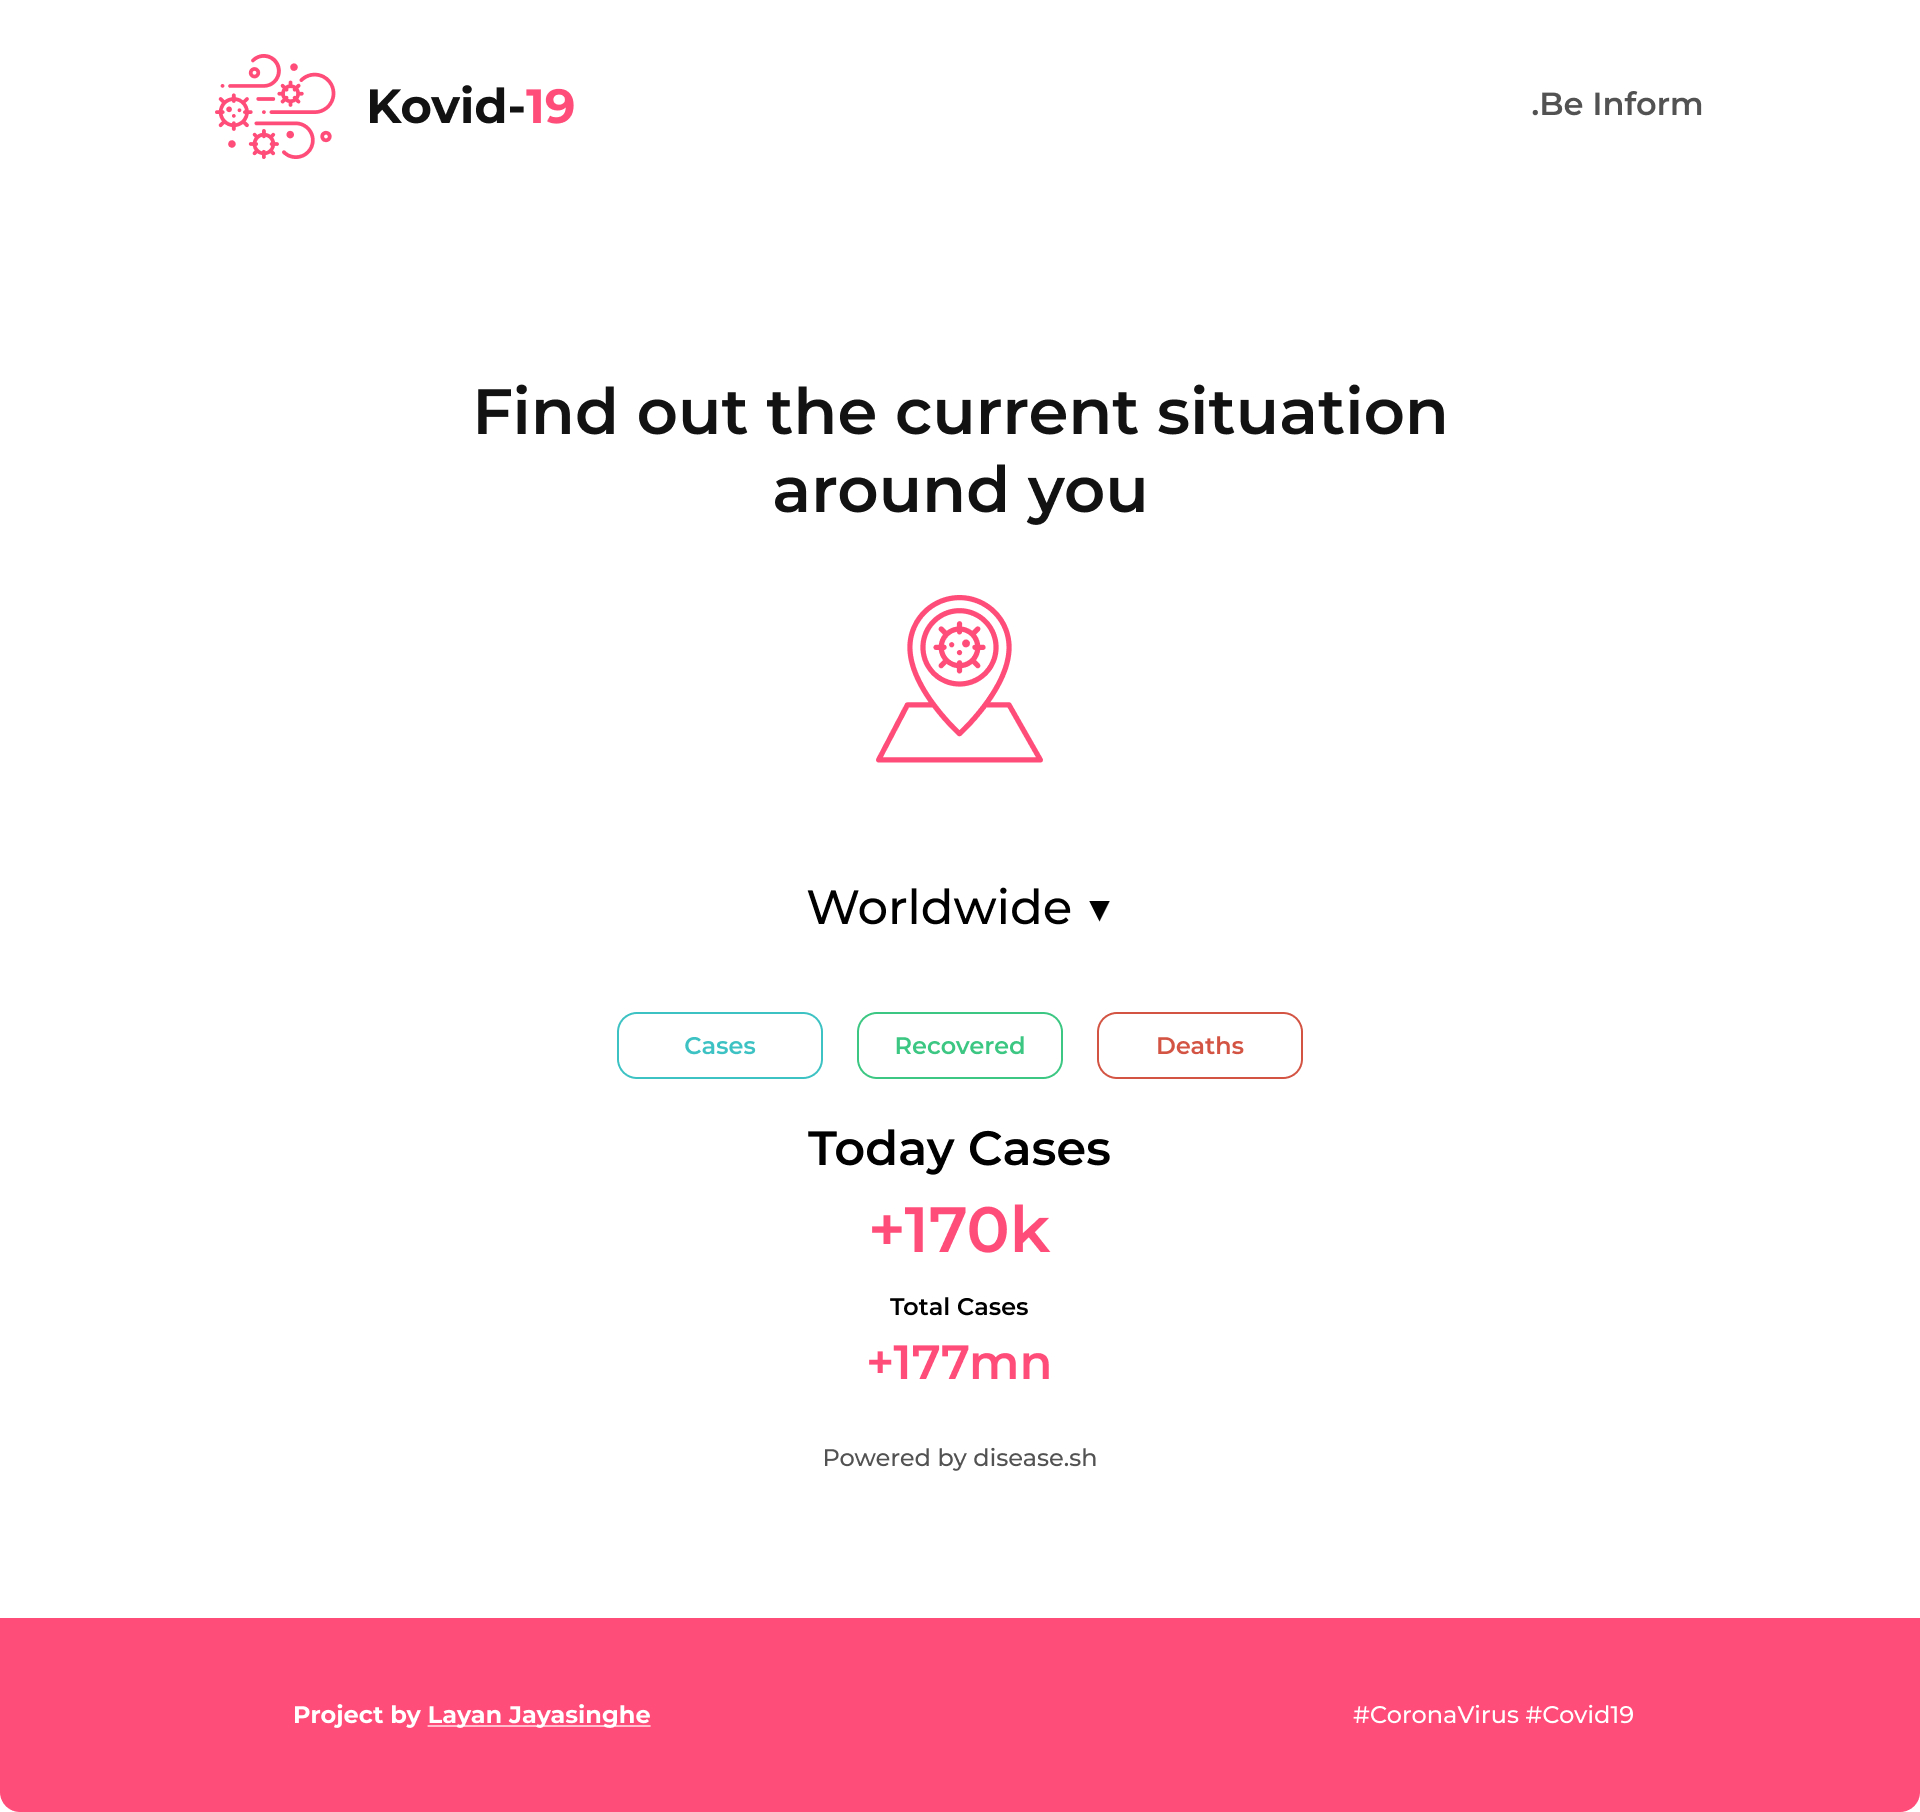 Kovid-19
.Be Inform
Find out the current situation
around you
Worldwide ▼
Cases
Recovered
Deaths
Today Cases
+170k
Total Cases
+177mn
Powered by disease.sh
Project by Layan Jayasinghe
#CoronaVirus #Covid19